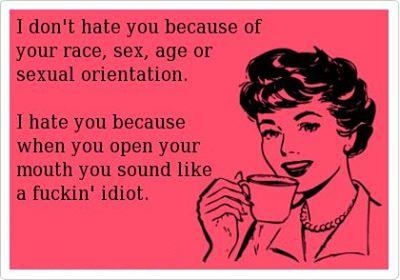 I don't hate you because of
your race, sex, age or
sexual orientation.
I hate you because
when you open your
mouth you sound like
a fuckin' idiot.